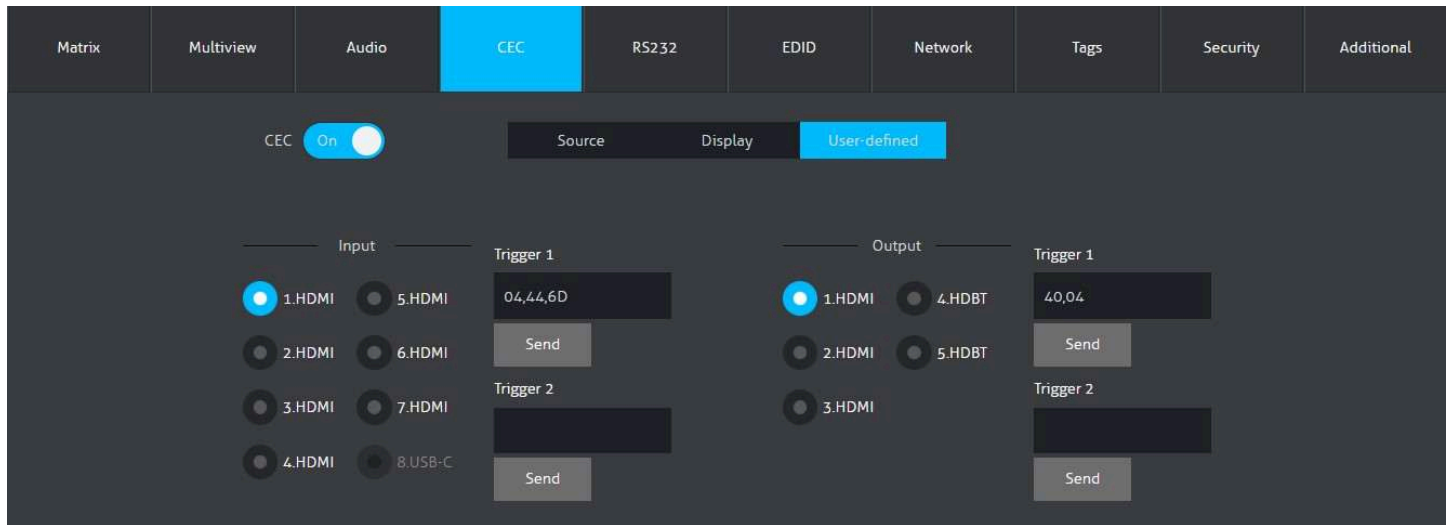 Matrix Multiview Audio CEC RS232 EDID Network Tags Security Additional
CEC On Source Display User-defined
Input
Trigger 1
04,44,6D
Send
Trigger 2
Send
1.HDMI 5.HDMI
2.HDMI 6.HDMI
3.HDMI 7.HDMI
4.HDMI 8.USB-C
Output
Trigger 1
40,04
Send
Trigger 2
Send
1.HDMI 4.HDBT
2.HDMI 5.HDBT
3.HDMI